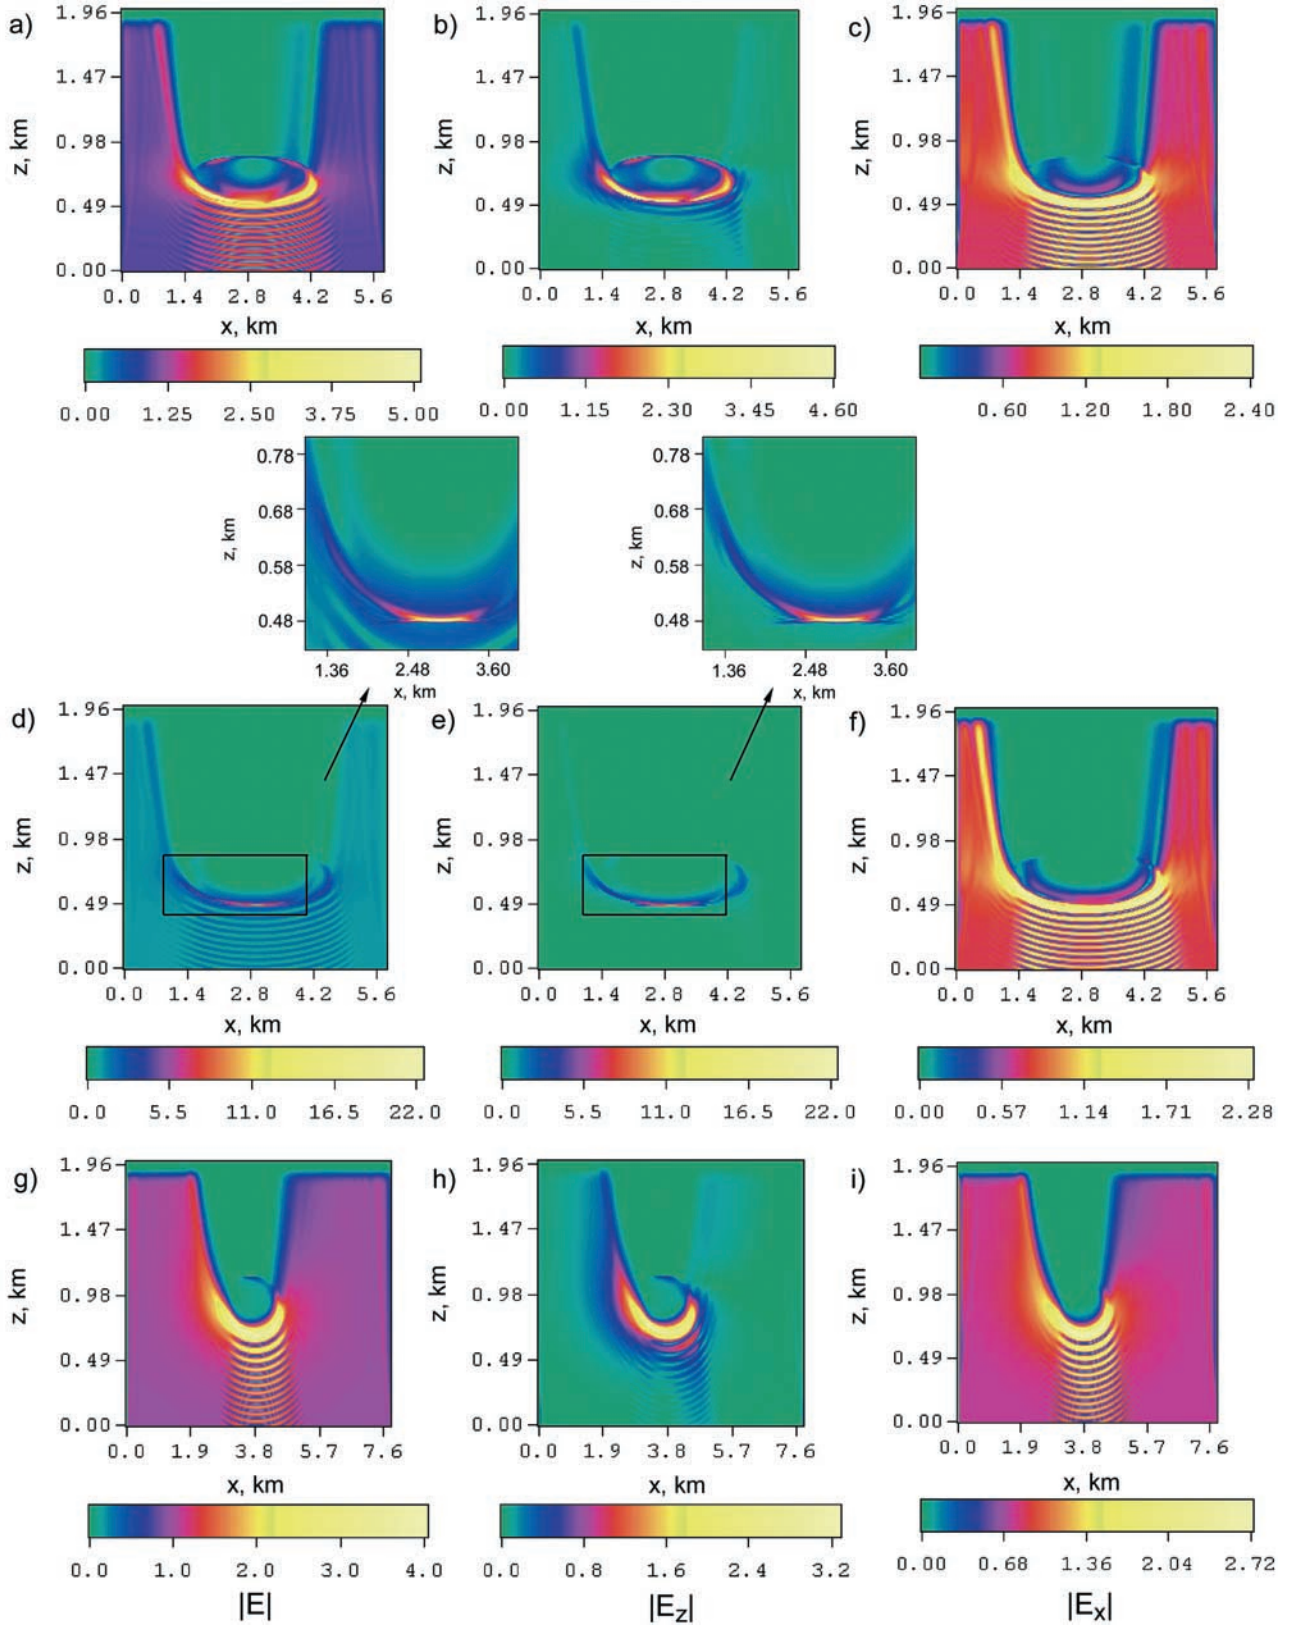 a)
z, km
1.96
1.47
0.98
0.49
0.00
0.0 1.4 2.8 4.2 5.6
x, km
0.00 1.25 2.50 3.75 5.00
b)
z, km
1.96
1.47
0.98
0.49
0.00
0.0 1.4 2.8 4.2 5.6
x, km
0.00 1.15 2.30 3.45 4.60
c)
z, km
1.96
1.47
0.98
0.49
0.00
0.0 1.4 2.8 4.2 5.6
x, km
0.60 1.20 1.80 2.40
z, km
0.78
0.68
0.58
0.48
1.36 2.48 3.60
x, km
z, km
0.78
0.68
0.58
0.48
1.36 2.48 3.60
x, km
d)
z, km
1.96
1.47
0.98
0.49
0.00
0.0 1.4 2.8 4.2 5.6
x, km
0.0 5.5 11.0 16.5 22.0
e)
z, km
1.96
1.47
0.98
0.49
0.00
0.0 1.4 2.8 4.2 5.6
x, km
0.0 5.5 11.0 16.5 22.0
f)
z, km
1.96
1.47
0.98
0.49
0.00
0.0 1.4 2.8 4.2 5.6
x, km
0.00 0.57 1.14 1.71 2.28
g)
z, km
1.96
1.47
0.98
0.49
0.00
0.0 1.9 3.8 5.7 7.6
x, km
0.0 1.0 2.0 3.0 4.0
|E|
h)
z, km
1.96
1.47
0.98
0.49
0.00
0.0 1.9 3.8 5.7 7.6
x, km
0.0 0.8 1.6 2.4 3.2
|E_z|
i)
z, km
1.96
1.47
0.98
0.49
0.00
0.0 1.9 3.8 5.7 7.6
x, km
0.00 0.68 1.36 2.04 2.72
|E_x|